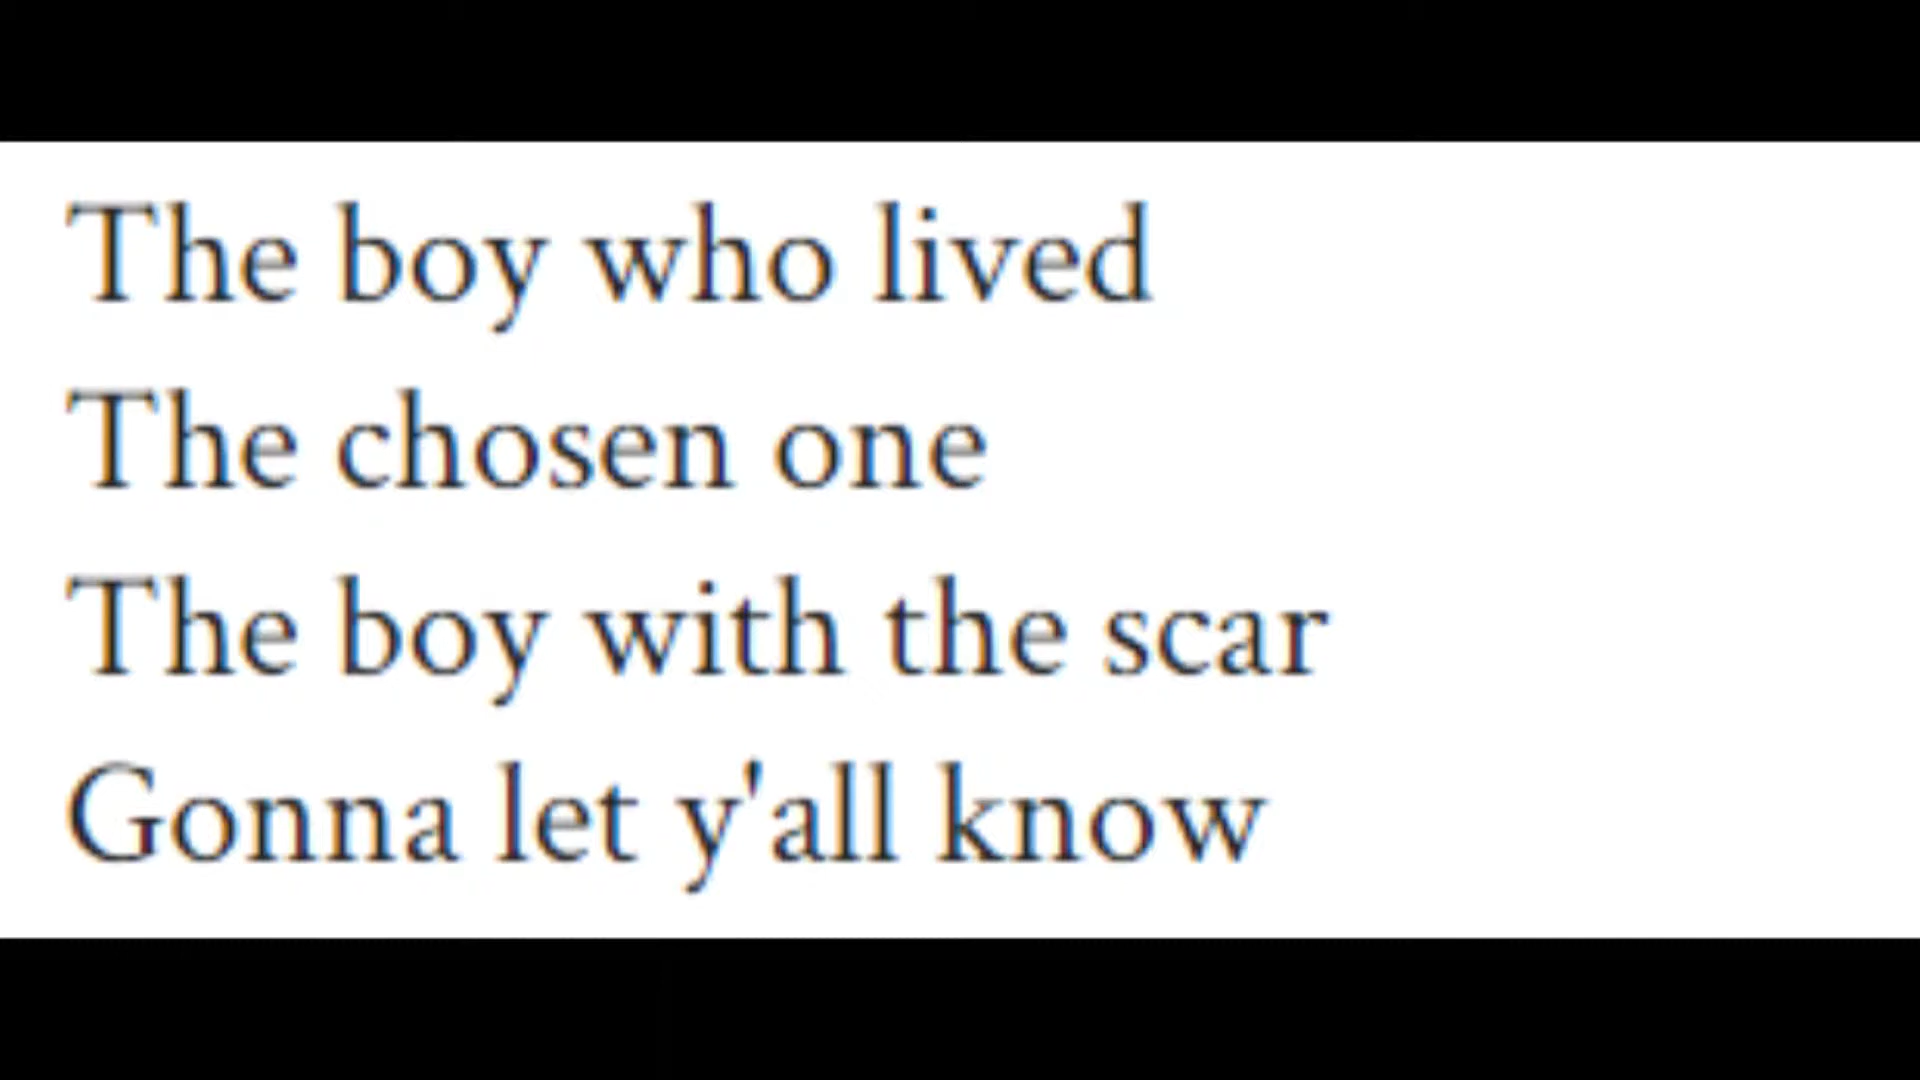 The boy who lived
The chosen one
The boy with the scar
Gonna let y'all know